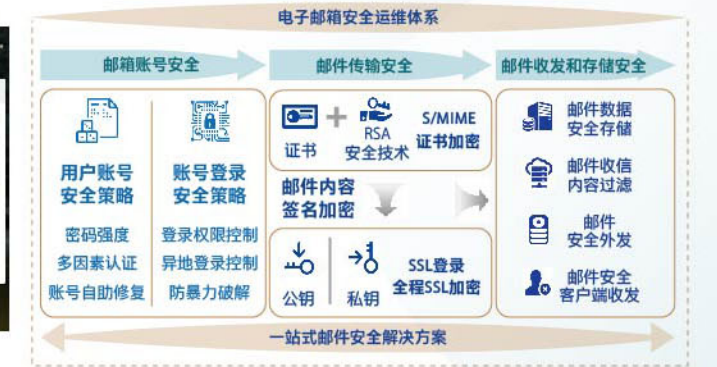 电子邮箱安全运维体系
邮箱账号安全
邮件传输安全
邮件收发和存储安全
用户账号
安全策略
密码强度
多因素认证
账号自助修复
账号登录
安全策略
登录权限控制
异地登录控制
防暴力破解
证书
+
RSA
安全技术
S/MIME
证书加密
邮件内容
签名加密
公钥
私钥
SSL登录
全程SSL加密
邮件数据
安全存储
邮件收信
内容过滤
邮件
安全外发
邮件安全
客户端收发
一站式邮件安全解决方案